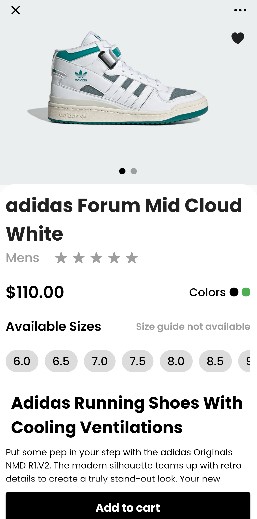 adidas Forum Mid Cloud
White
Mens
$110.00
Colors
Available Sizes
Size guide not available
6.0 6.5 7.0 7.5 8.0 8.5
Adidas Running Shoes With
Cooling Ventilations
Put some pep in your step with the adidas Originals
NMD R1.V2. The modern silhouette teams up with retro
details to create a truly stand-out look. Your new
Add to cart